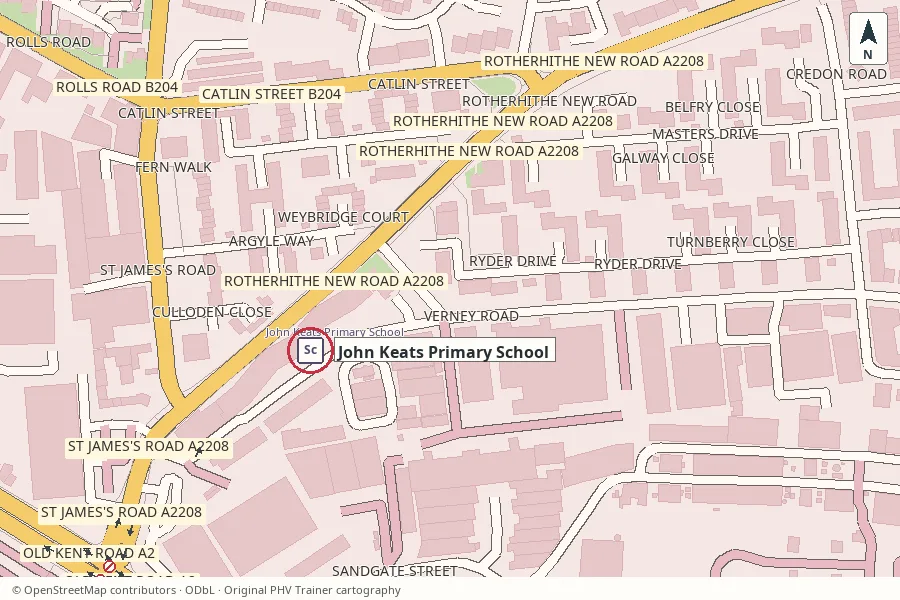 ROLLS ROAD
N
ROTHERHITHE NEW ROAD A2208
CREDON ROAD
ROLLS ROAD B204
CATLIN STREET
CATLIN STREET B204
ROTHERHITHE NEW ROAD
BELFRY CLOSE
CATLIN STREET
ROTHERHITHE NEW ROAD A2208
MASTERS DRIVE
ROTHERHITHE NEW ROAD A2208
GALWAY CLOSE
FERN WALK
WEYBRIDGE COURT
ARGYLE WAY
TURNBERRY CLOSE
RYDER DRIVE
RYDER DRIVE
ST JAMES'S ROAD
ROTHERHITHE NEW ROAD A2208
CULLODEN CLOSE
VERNEY ROAD
John Keats Primary School
Sc
John Keats Primary School
ST JAMES'S ROAD A2208
ST JAMES'S ROAD A2208
OLD KENT ROAD A2
SANDGATE STREET
© OpenStreetMap contributors · ODbL · Original PHV Trainer cartography